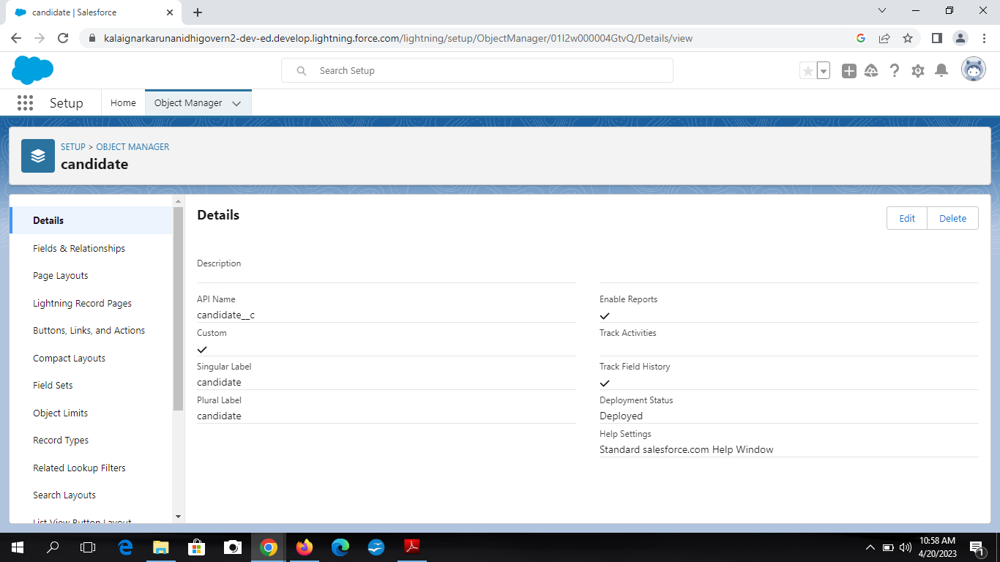 candidate | Salesforce
kalaignarkarunanidhigovern2-dev-ed.develop.lightning.force.com/lightning/setup/ObjectManager/01I2w000004GtvQ/Details/view
Search Setup
Setup
Home
Object Manager
SETUP > OBJECT MANAGER
candidate
Details
Fields & Relationships
Page Layouts
Lightning Record Pages
Buttons, Links, and Actions
Compact Layouts
Field Sets
Object Limits
Record Types
Related Lookup Filters
Search Layouts
List View Button Layout
Details
Edit
Delete
Description
API Name
candidate__c
Custom
Singular Label
candidate
Plural Label
candidate
Enable Reports
Track Activities
Track Field History
Deployment Status
Deployed
Help Settings
Standard salesforce.com Help Window
10:58 AM
4/20/2023
1